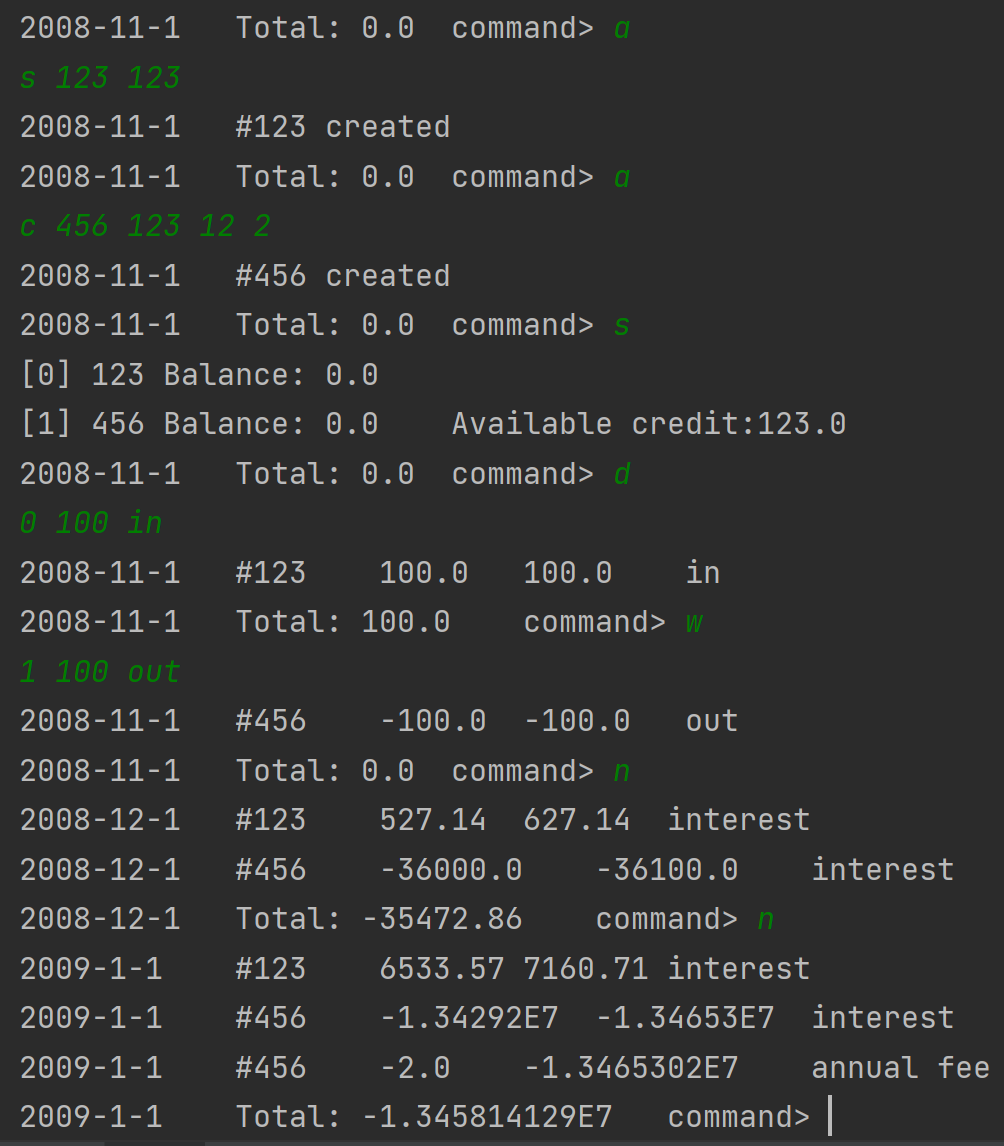 2008-11-1   Total: 0.0  command> a
s 123 123
2008-11-1   #123 created
2008-11-1   Total: 0.0  command> a
c 456 123 12 2
2008-11-1   #456 created
2008-11-1   Total: 0.0  command> s
[0] 123 Balance: 0.0
[1] 456 Balance: 0.0    Available credit:123.0
2008-11-1   Total: 0.0  command> d
0 100 in
2008-11-1   #123    100.0   100.0    in
2008-11-1   Total: 100.0    command> w
1 100 out
2008-11-1   #456    -100.0  -100.0   out
2008-11-1   Total: 0.0  command> n
2008-12-1   #123    527.14  627.14  interest
2008-12-1   #456    -36000.0    -36100.0    interest
2008-12-1   Total: -35472.86    command> n
2009-1-1    #123    6533.57 7160.71 interest
2009-1-1    #456    -1.34292E7  -1.34653E7  interest
2009-1-1    #456    -2.0    -1.3465302E7    annual fee
2009-1-1    Total: -1.345814129E7   command>